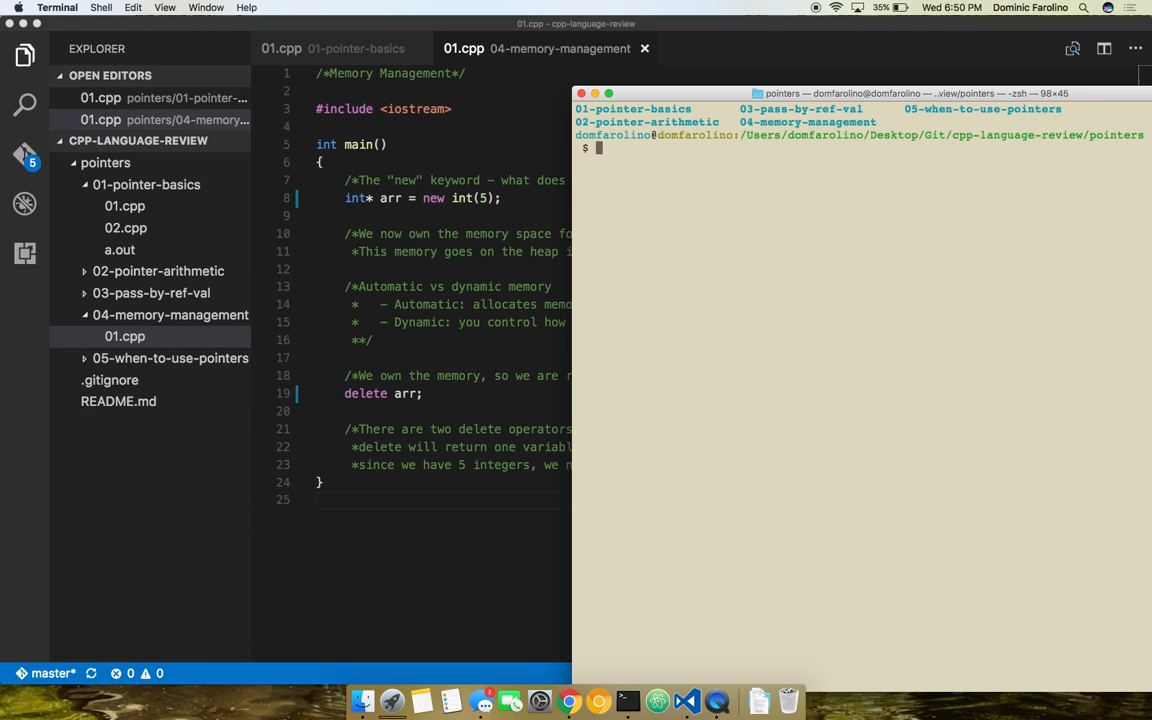 Terminal Shell Edit View Window Help 35% Wed 6:50 PM Dominic Farolino
01.cpp - cpp-language-review
EXPLORER
OPEN EDITORS
01.cpp pointers/01-pointer-...
01.cpp pointers/04-memory...
CPP-LANGUAGE-REVIEW
pointers
01-pointer-basics
01.cpp
02.cpp
a.out
02-pointer-arithmetic
03-pass-by-ref-val
04-memory-management
01.cpp
05-when-to-use-pointers
.gitignore
README.md
5
01.cpp 01-pointer-basics 01.cpp 04-memory-management
1 /*Memory Management*/
2
3 #include <iostream>
4
5 int main()
6 {
7 /*The "new" keyword - what does
8 int* arr = new int(5);
9
10 /*We now own the memory space fo
11 *This memory goes on the heap i
12
13 /*Automatic vs dynamic memory
14 * - Automatic: allocates memo
15 * - Dynamic: you control how
16 **/
17
18 /*We own the memory, so we are r
19 delete arr;
20
21 /*There are two delete operators
22 *delete will return one variabl
23 *since we have 5 integers, we n
24 }
25
pointers — domfarolino@domfarolino — ..view/pointers — -zsh — 98×45
01-pointer-basics 03-pass-by-ref-val 05-when-to-use-pointers
02-pointer-arithmetic 04-memory-management
domfarolino@domfarolino:/Users/domfarolino/Desktop/Git/cpp-language-review/pointers
$
master* 0 0
3